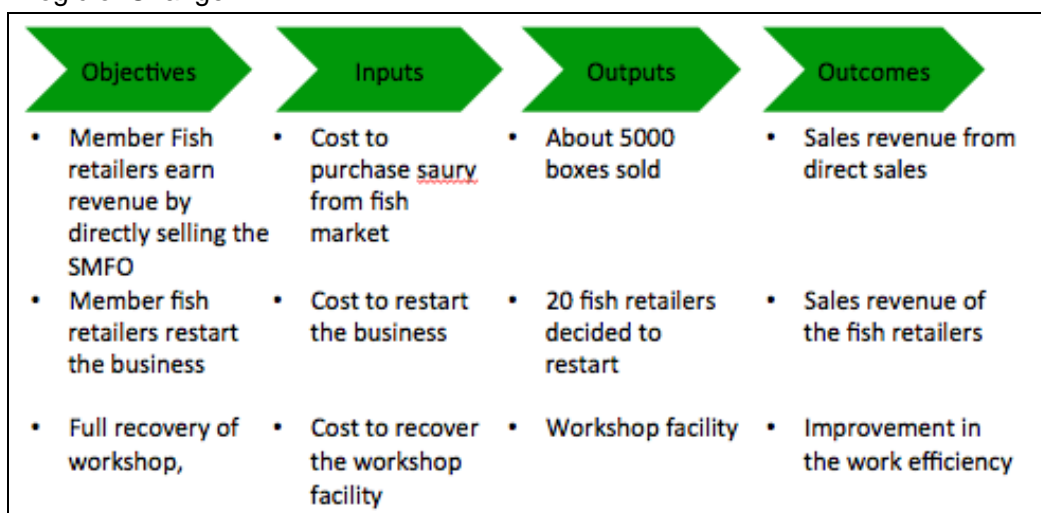 of Change
Objectives
Inputs
Outputs
Outcomes
• Member Fish
retailers earn
revenue by
directly selling the
SMFO
• Cost to
purchase saury
from fish
market
• About 5000
boxes sold
• Sales revenue from
direct sales
• Member fish
retailers restart
the business
• Cost to restart
the business
• 20 fish retailers
decided to
restart
• Sales revenue of
the fish retailers
• Full recovery of
workshop,
• Cost to recover
the workshop
facility
• Workshop facility
• Improvement in
the work efficiency